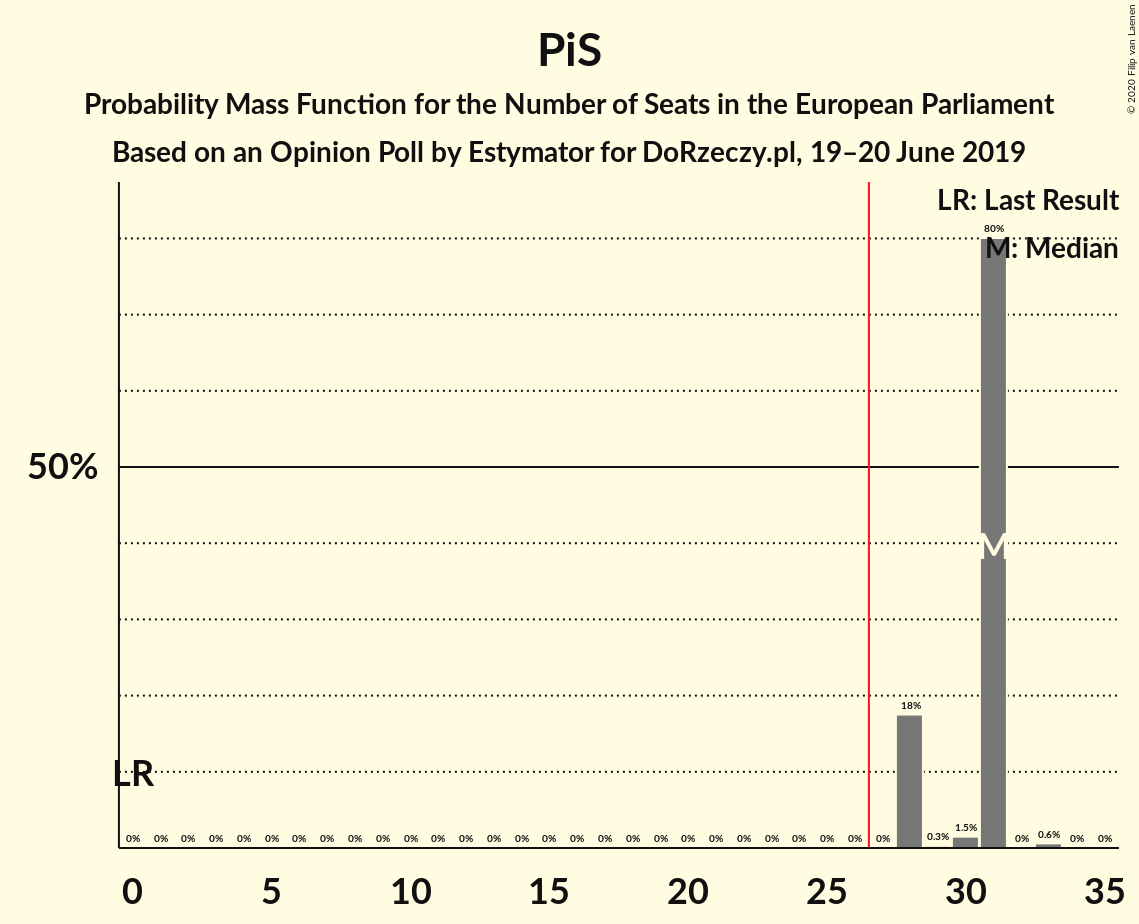 PiS
Probability Mass Function for the Number of Seats in the European Parliament
Based on an Opinion Poll by Estymator for DoRzeczy.pl, 19–20 June 2019
© 2020 Filip van Laenen
LR: Last Result
M: Median
80%
50%
M
18%
LR
0% 0% 0% 0% 0% 0% 0% 0% 0% 0% 0% 0% 0% 0% 0% 0% 0% 0% 0% 0% 0% 0% 0% 0% 0% 0% 0% 0% 0.3% 1.5% 0% 0.6% 0% 0%
0 5 10 15 20 25 30 35